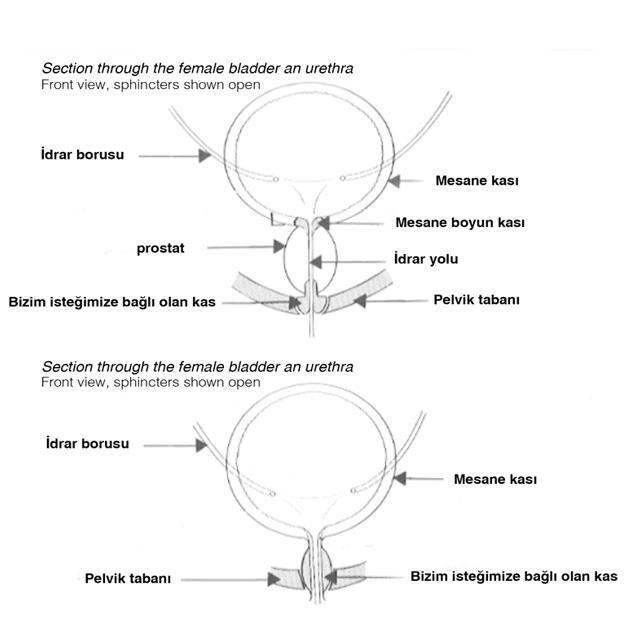 Section through the female bladder an urethra
Front view, sphincters shown open
İdrar borusu
Mesane kası
Mesane boyun kası
prostat
İdrar yolu
Bizim isteğimize bağlı olan kas
Pelvik tabanı
Section through the female bladder an urethra
Front view, sphincters shown open
İdrar borusu
Mesane kası
Pelvik tabanı
Bizim isteğimize bağlı olan kas